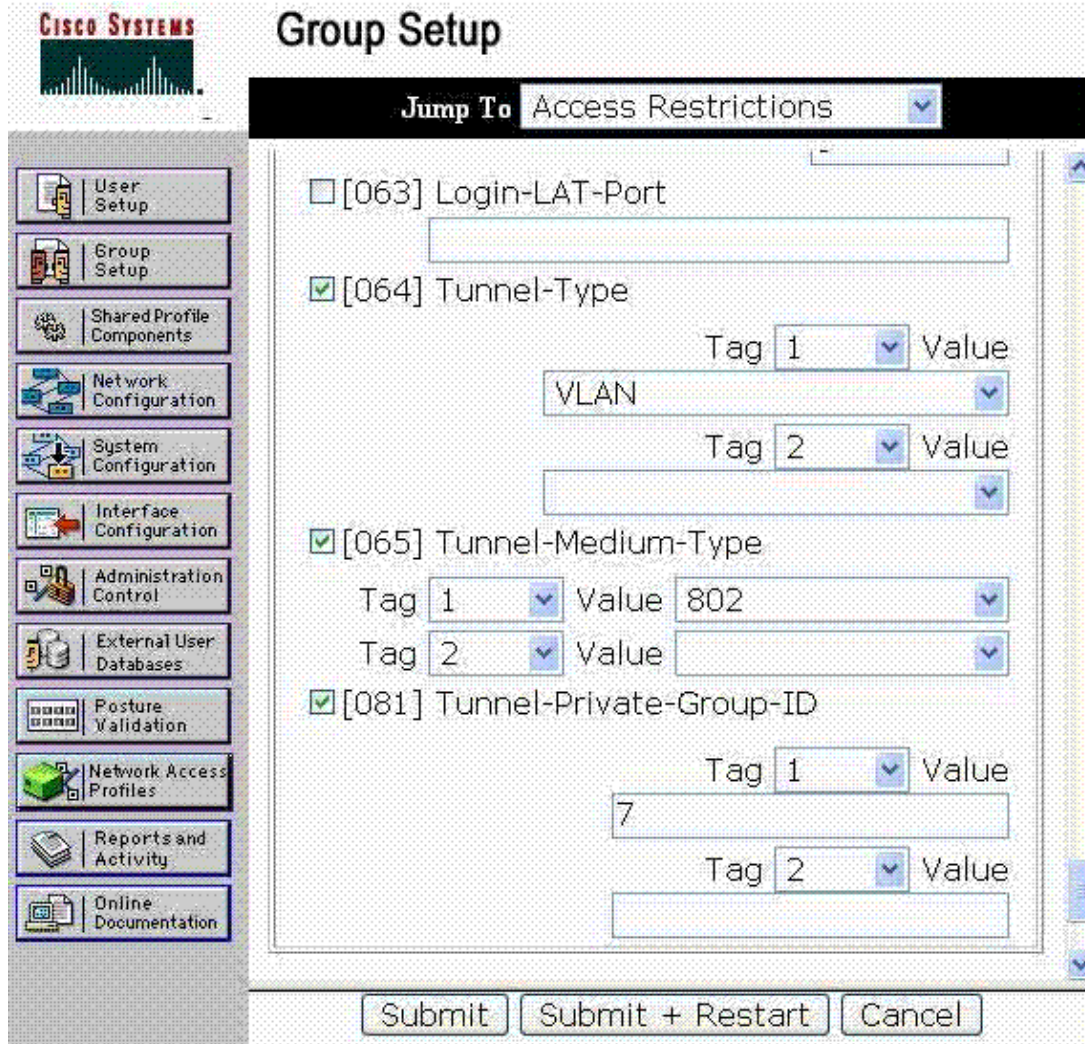 CISCO SYSTEMS
Group Setup
Jump To Access Restrictions
User
Setup
Group
Setup
Shared Profile
Components
Network
Configuration
System
Configuration
Interface
Configuration
Administration
Control
External User
Databases
Posture
Validation
Network Access
Profiles
Reports and
Activity
Online
Documentation
[063] Login-LAT-Port
[064] Tunnel-Type
Tag 1 Value
VLAN
Tag 2 Value
[065] Tunnel-Medium-Type
Tag 1 Value 802
Tag 2 Value
[081] Tunnel-Private-Group-ID
Tag 1 Value
7
Tag 2 Value
Submit Submit + Restart Cancel